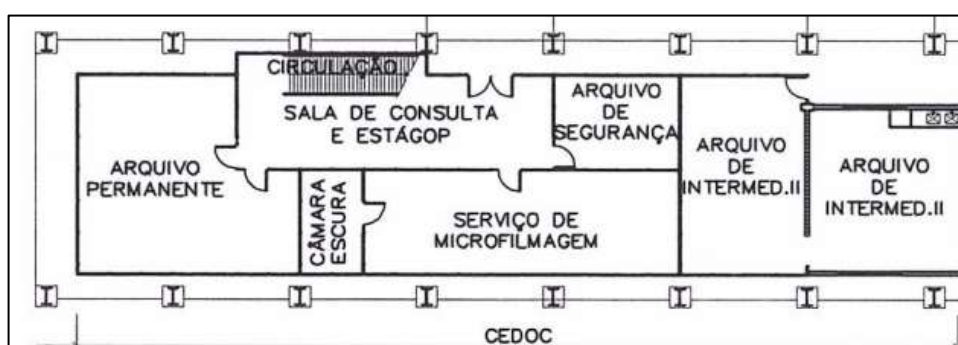 CIRCULAÇÃO
SALA DE CONSULTA
E ESTÁGOP
ARQUIVO
DE
SEGURANÇA
ARQUIVO
DE
INTERMED.II
ARQUIVO
DE
INTERMED.II
ARQUIVO
PERMANENTE
CÂMARA
ESCURA
SERVIÇO DE
MICROFILMAGEM
CEDOC